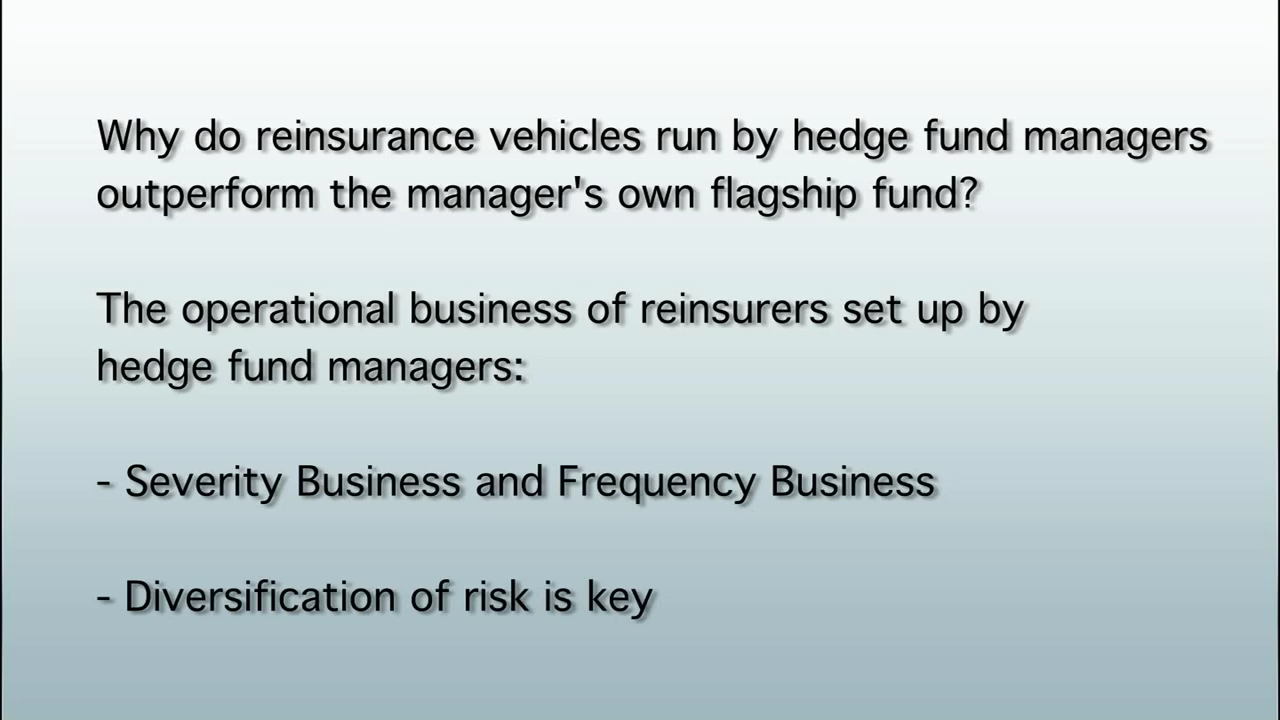 Why do reinsurance vehicles run by hedge fund managers
outperform the manager's own flagship fund?
The operational business of reinsurers set up by
hedge fund managers:
- Severity Business and Frequency Business
- Diversification of risk is key